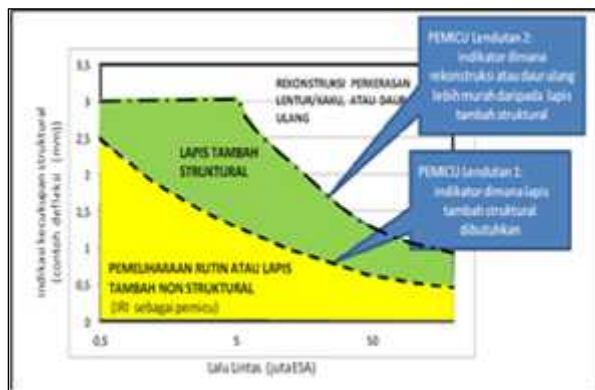 3,5
3
2,5
2
1,5
1
0,5
0
0,5
5
50
Indikasi kecukupan struktural
(contoh defleksi (mm))
Lalu Lintas (juta ESA)
REKONSTRUKSI PERKERASAN
LENTUR/KAKU, ATAU DAUR
ULANG
LAPIS TAMBAH
STRUKTURAL
PEMELIHARAAN RUTIN ATAU LAPIS
TAMBAH NON STRUKTURAL
(IRI sebagai pemicu)
PEMICU Lendutan 2:
indikator dimana
rekonstruksi atau daur ulang
lebih murah daripada lapis
tambah struktural
PEMICU Lendutan 1:
indikator dimana lapis
tambah struktural
dibutuhkan